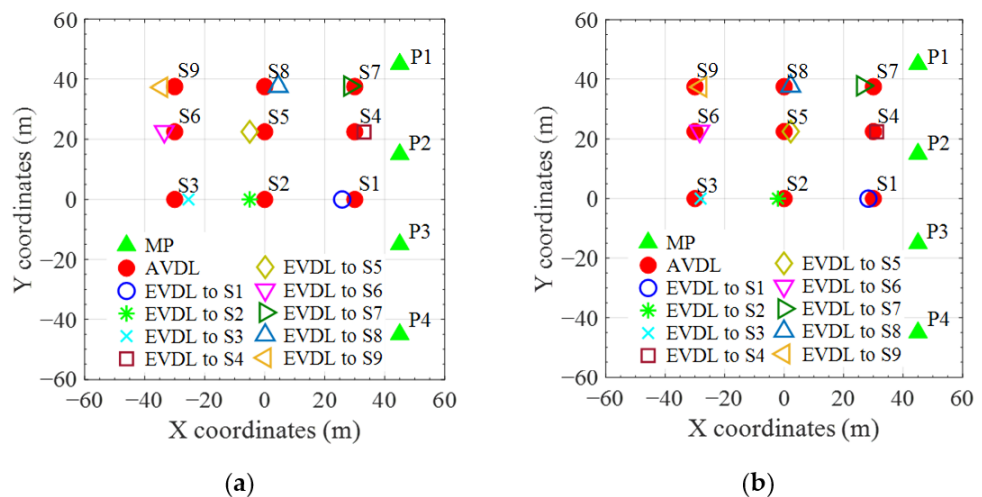 60
40
20
0
−20
−40
−60
Y coordinates (m)
S9
S8
S7
P1
S6
S5
S4
P2
S3
S2
S1
P3
P4
MP
AVDL
EVDL to S1
EVDL to S2
EVDL to S3
EVDL to S4
EVDL to S5
EVDL to S6
EVDL to S7
EVDL to S8
EVDL to S9
−60 −40 −20 0 20 40 60
X coordinates (m)
(a)
60
40
20
0
−20
−40
−60
Y coordinates (m)
S9
S8
S7
P1
S6
S5
S4
P2
S3
S2
S1
P3
P4
MP
AVDL
EVDL to S1
EVDL to S2
EVDL to S3
EVDL to S4
EVDL to S5
EVDL to S6
EVDL to S7
EVDL to S8
EVDL to S9
−60 −40 −20 0 20 40 60
X coordinates (m)
(b)